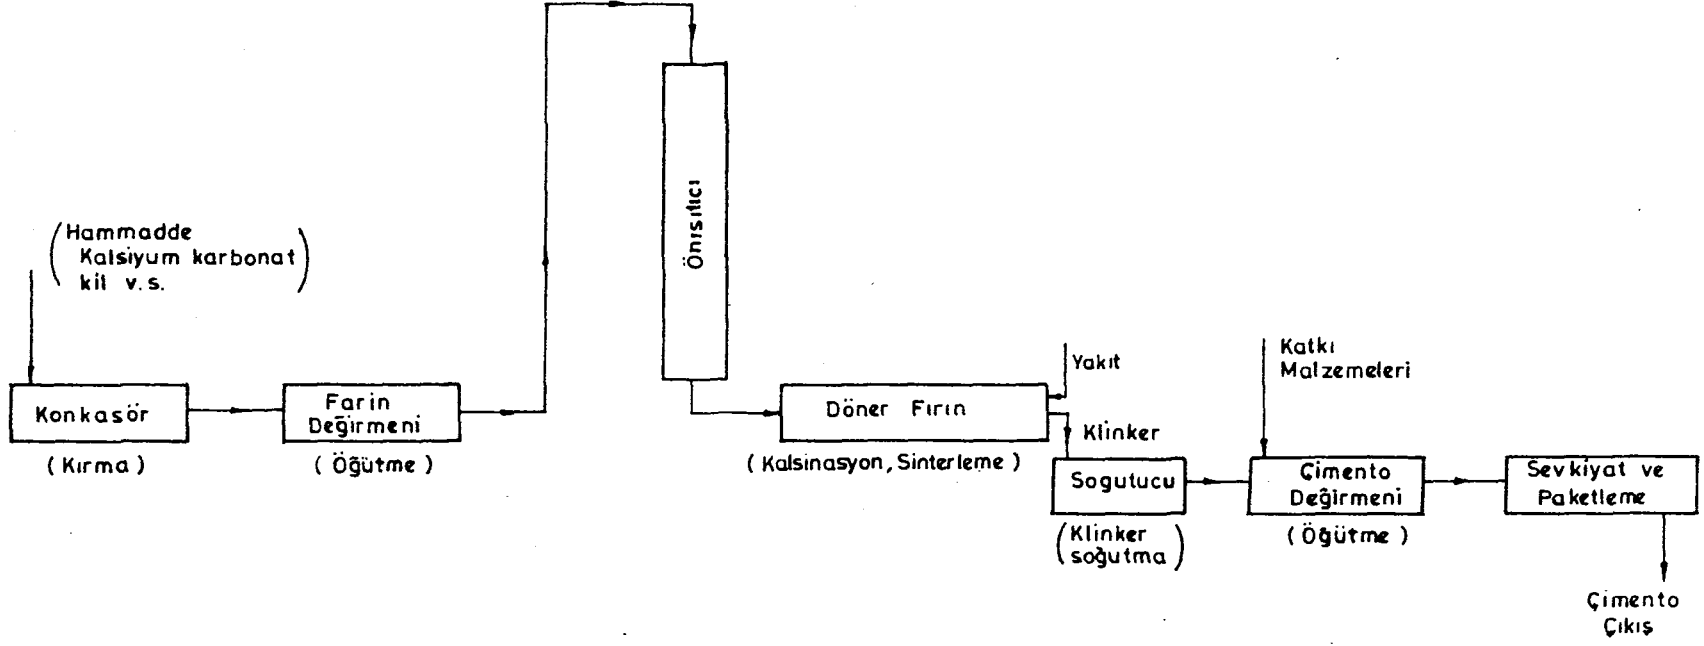 (Hammadde
Kalsiyum karbonat
kil v.s.)
Konkasör
(Kırma)
Farin
Değirmeni
(Öğütme)
Önısıtıcı
Döner Fırın
(Kalsinasyon, Sinterleme)
Yakıt
Klinker
Sogutucu
(Klinker
soğutma)
Katkı
Malzemeleri
Çimento
Değirmeni
(Öğütme)
Sevkiyat ve
Paketleme
Çimento
Çıkış